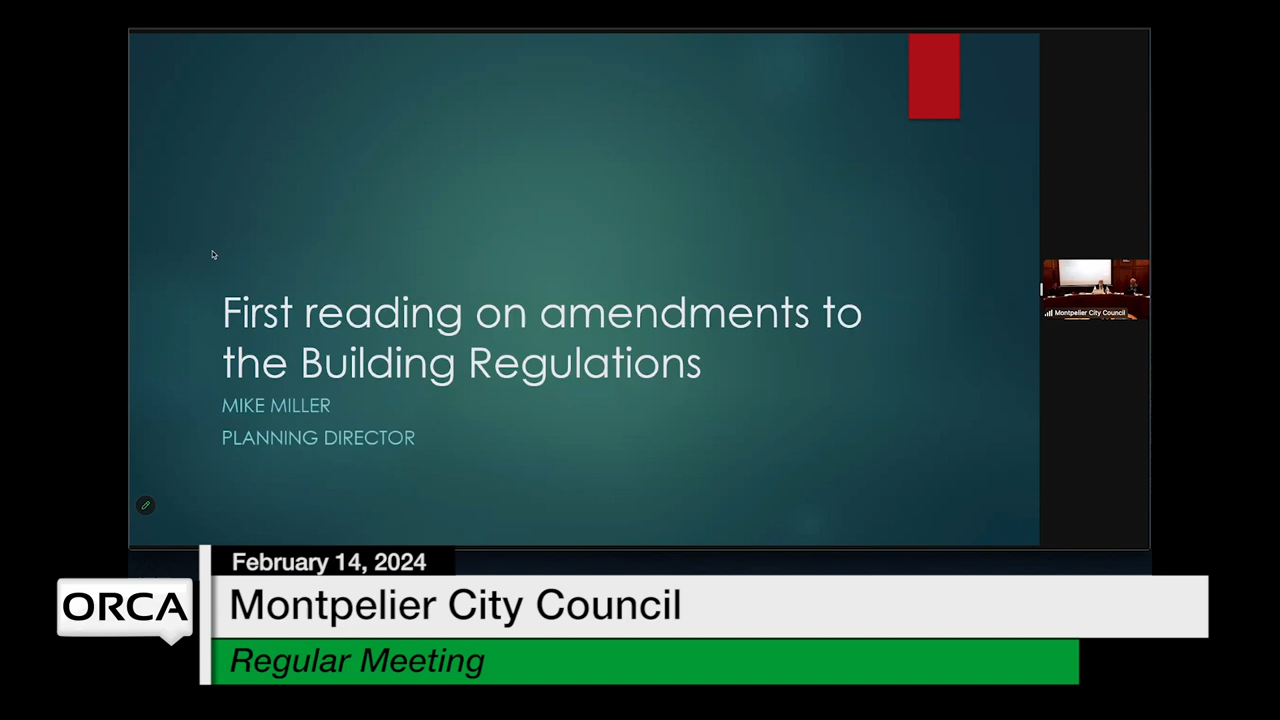 First reading on amendments to
the Building Regulations
MIKE MILLER
PLANNING DIRECTOR
Montpelier City Council
February 14, 2024
ORCA
Montpelier City Council
Regular Meeting